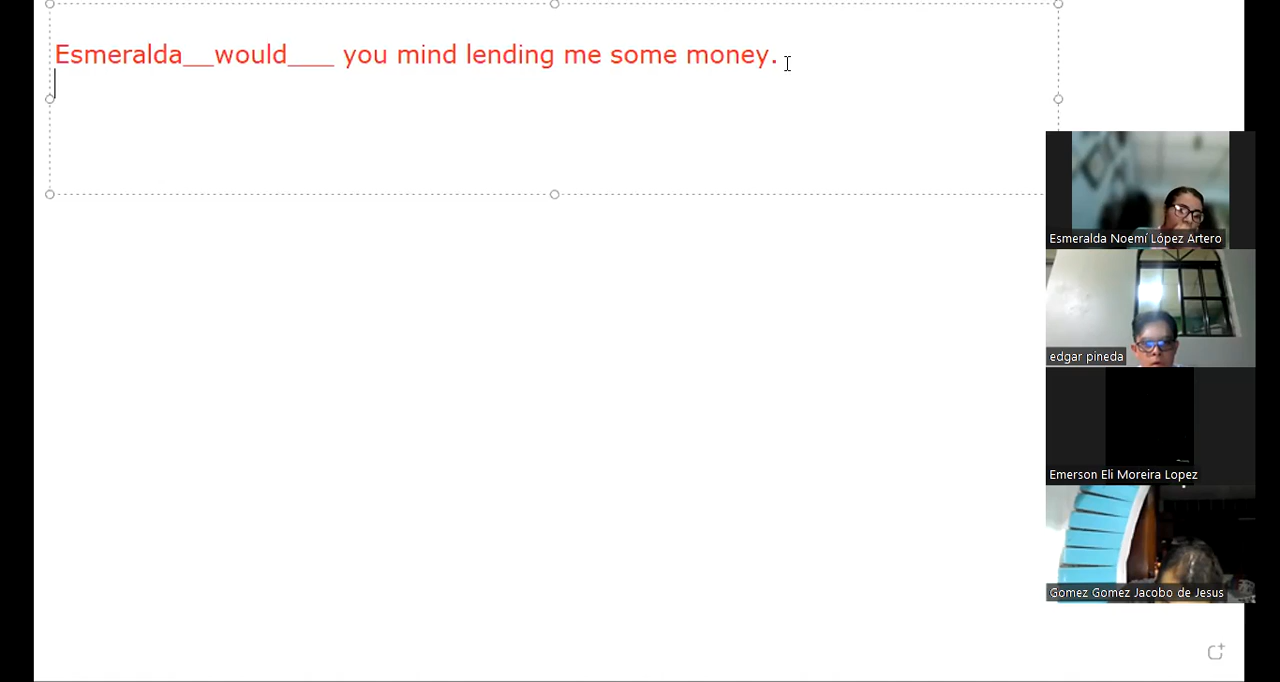 Esmeralda__would___ you mind lending me some money.
Esmeralda Noemí López Artero
edgar pineda
Emerson Eli Moreira Lopez
Gomez Gomez Jacobo de Jesus